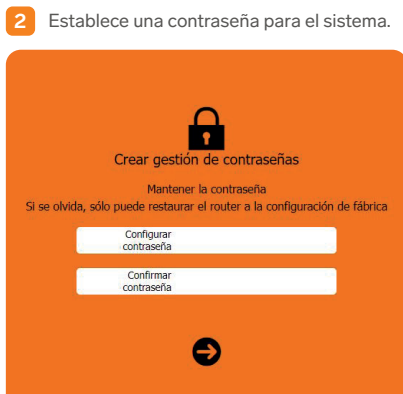 2 Establece una contraseña para el sistema.
Crear gestión de contraseñas
Mantener la contraseña
Si se olvida, sólo puede restaurar el router a la configuración de fábrica
Configurar
contraseña
Confirmar
contraseña